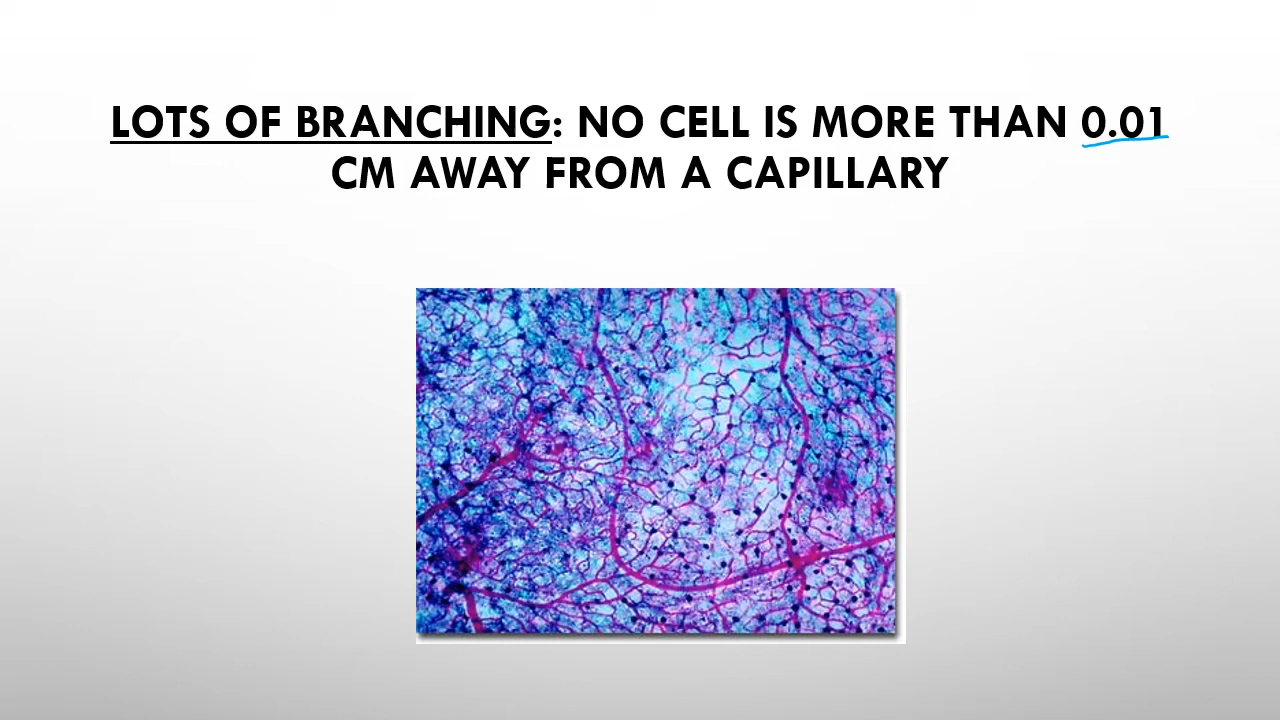 LOTS OF BRANCHING: NO CELL IS MORE THAN 0.01
CM AWAY FROM A CAPILLARY